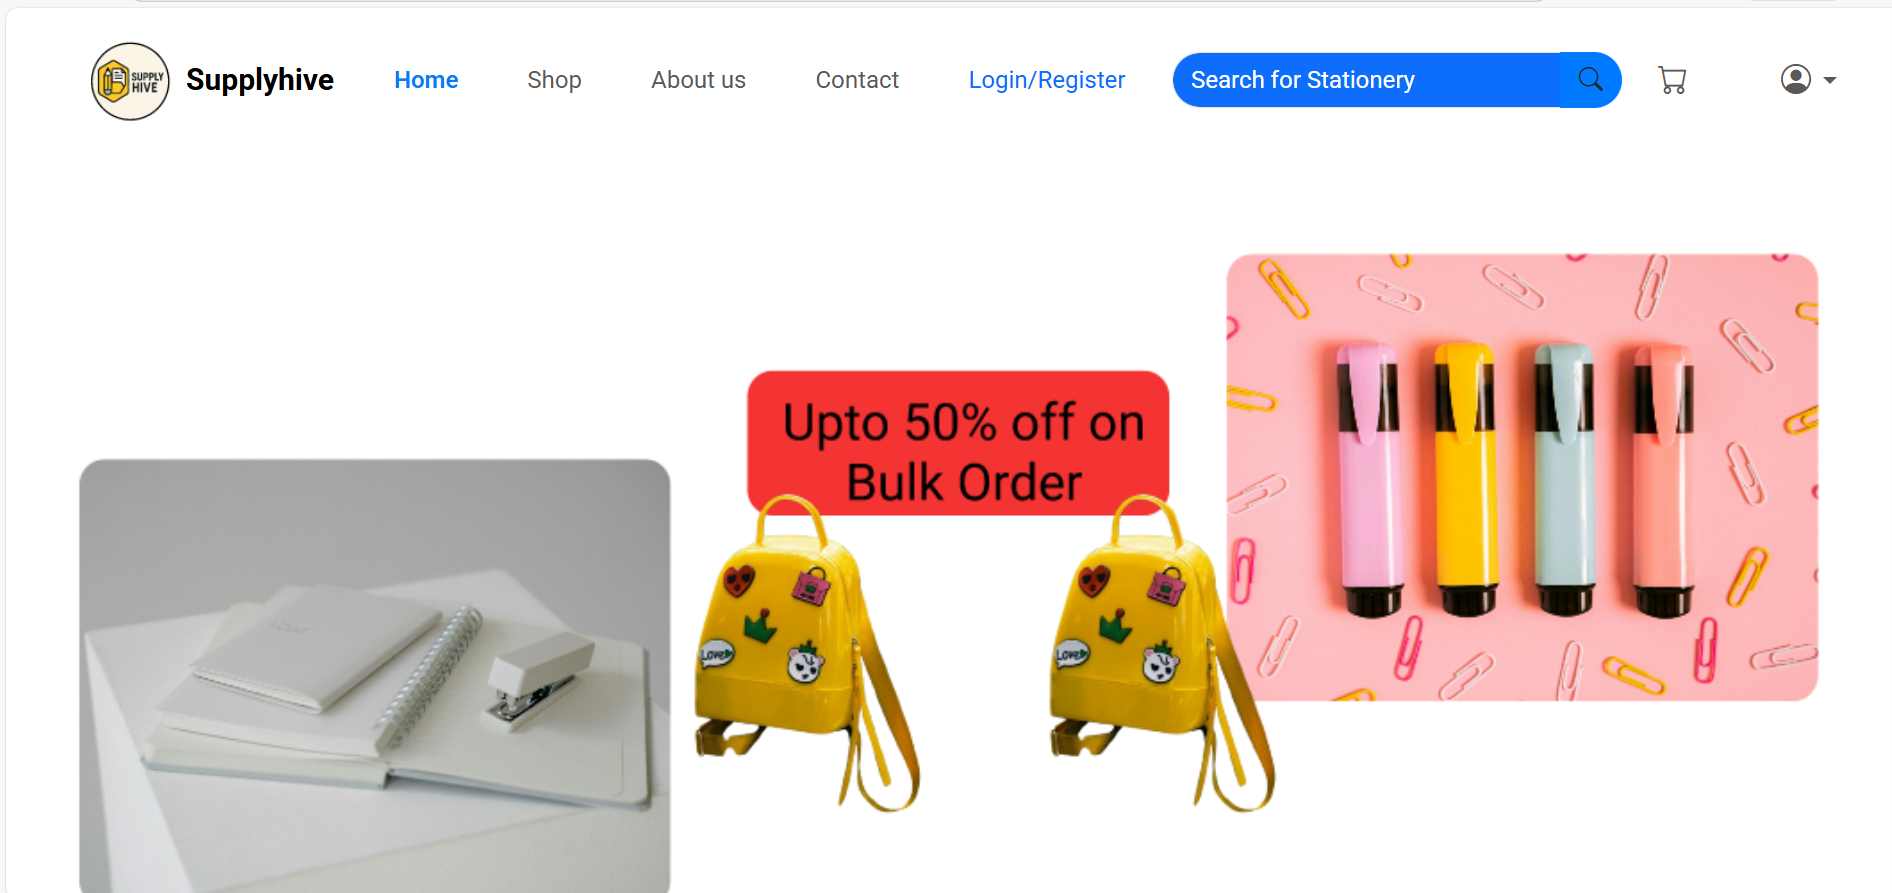 SUPPLY
HIVE
Supplyhive
Home
Shop
About us
Contact
Login/Register
Search for Stationery
Upto 50% off on
Bulk Order
Love
Love